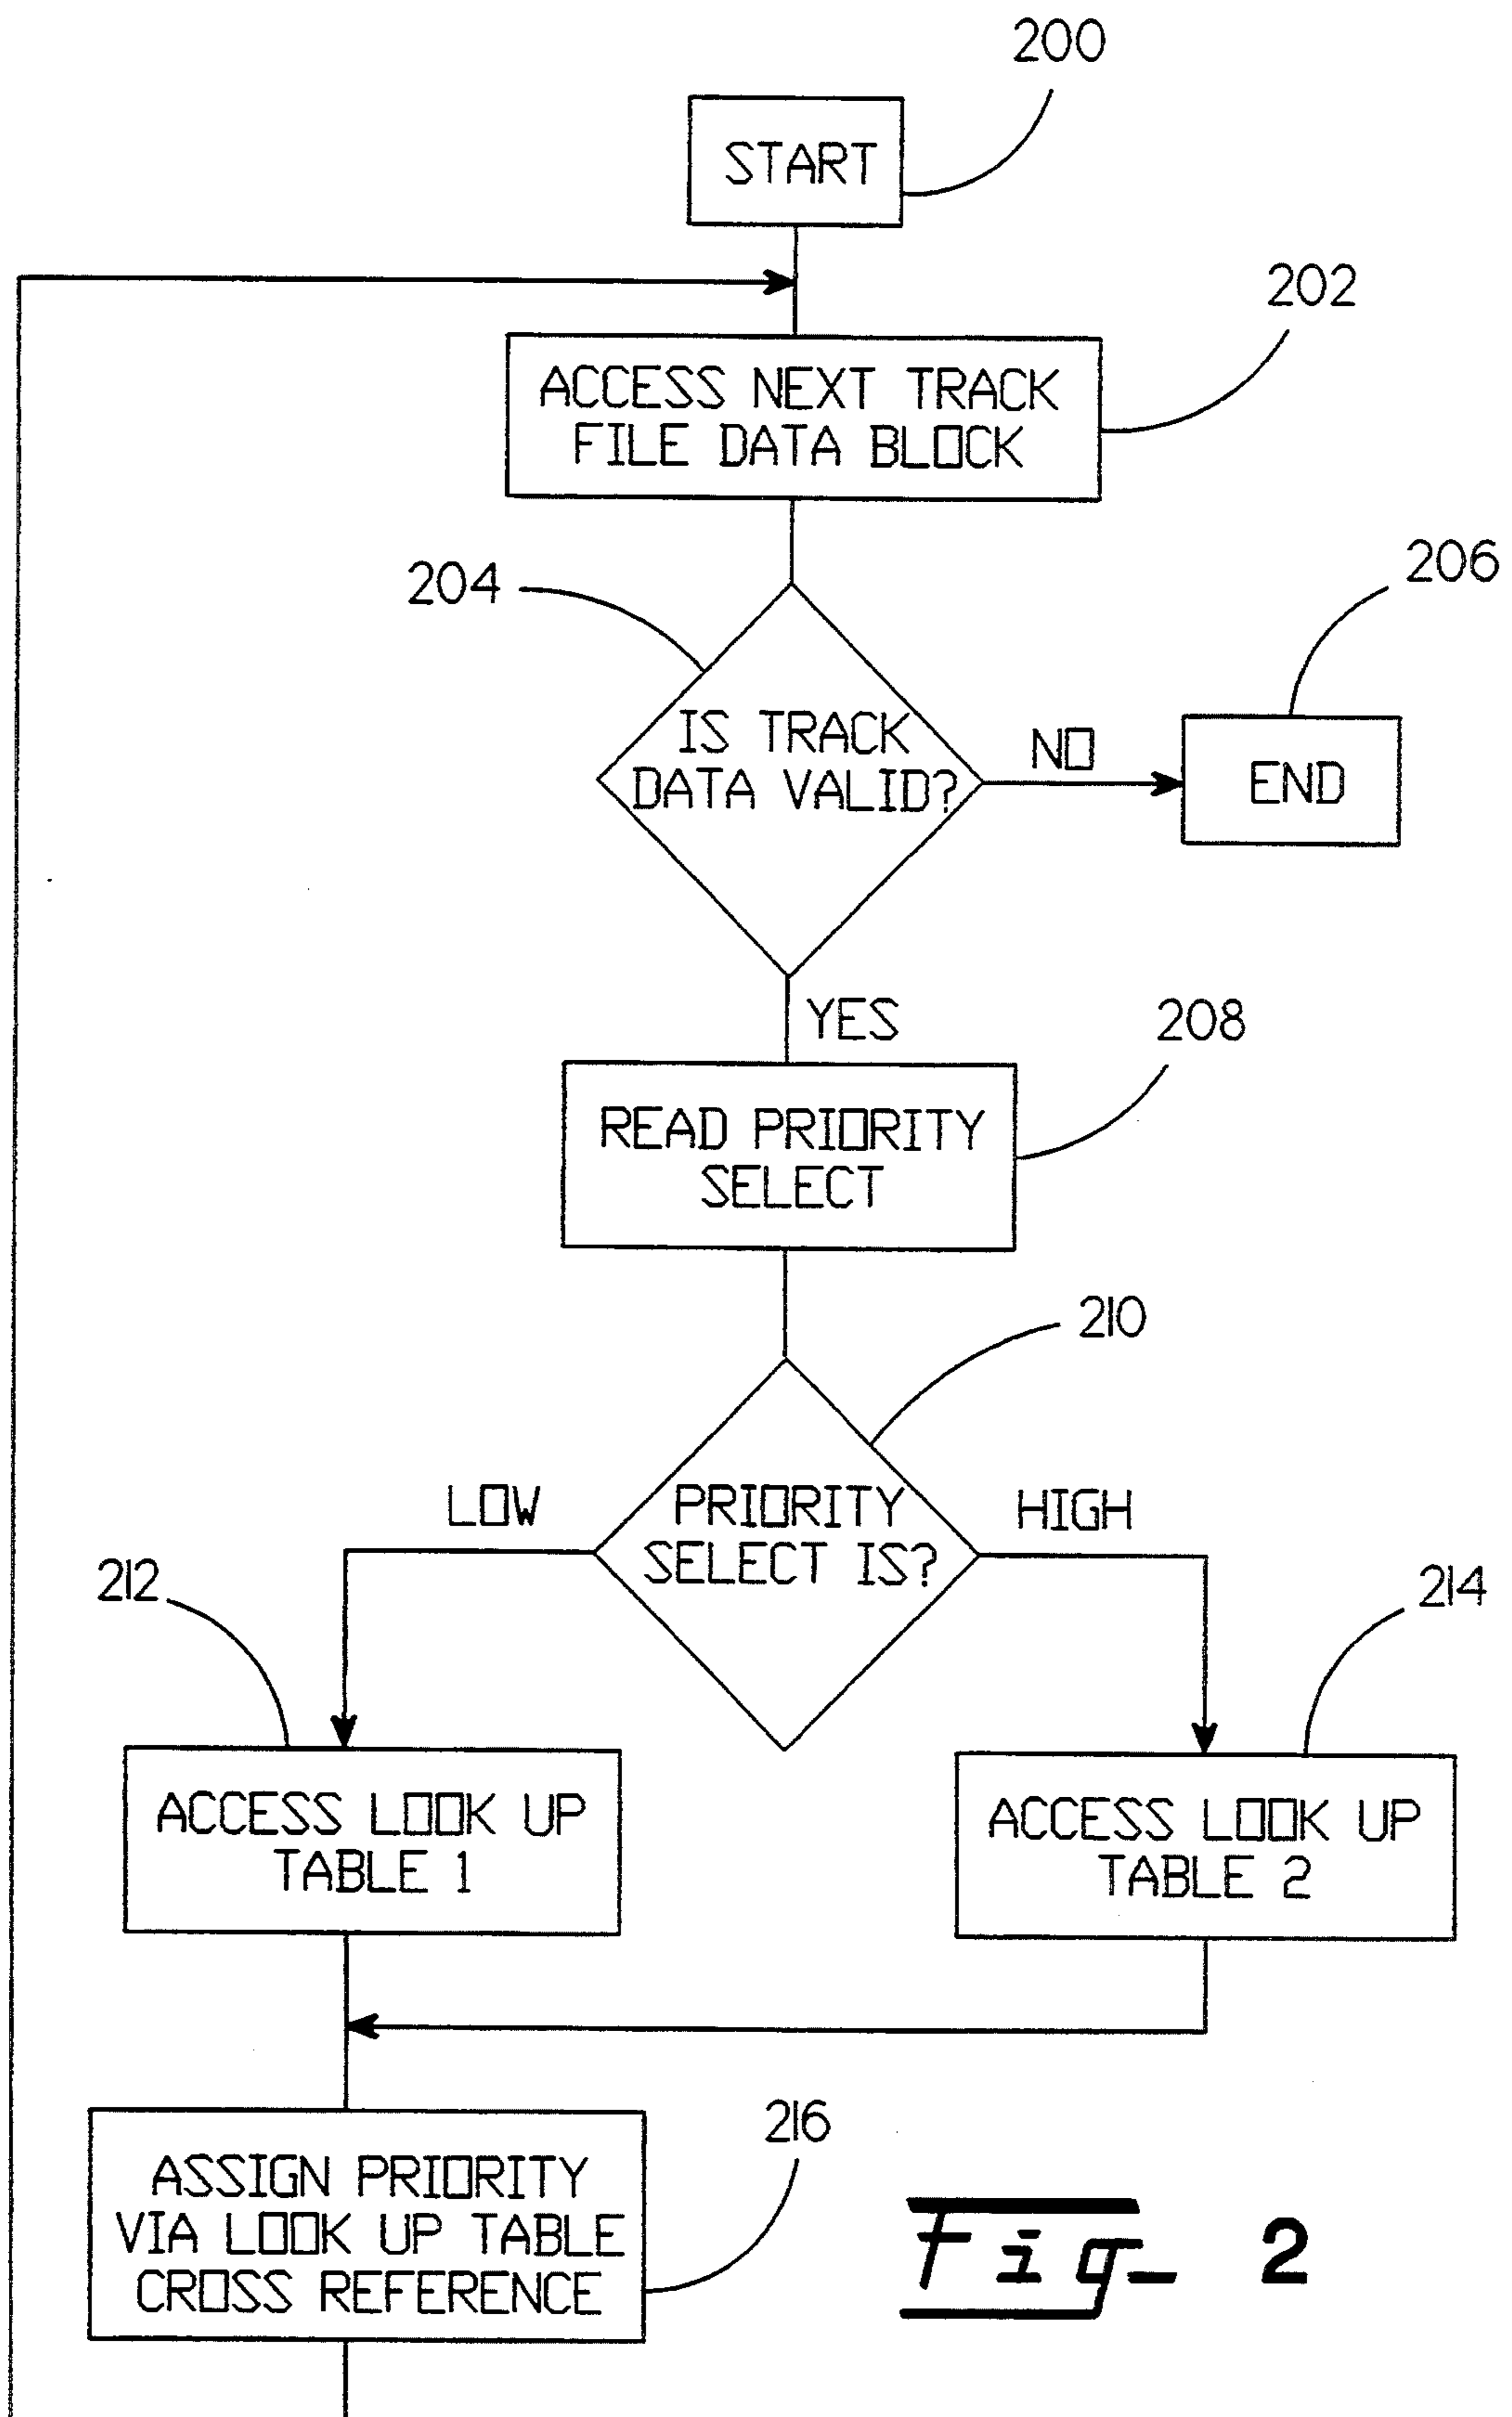 200
START
202
ACCESS NEXT TRACK
FILE DATA BLOCK
204
206
IS TRACK
DATA VALID?
NO
END
YES
208
READ PRIORITY
SELECT
210
LOW
PRIORITY
SELECT IS?
HIGH
212
214
ACCESS LOOK UP
TABLE 1
ACCESS LOOK UP
TABLE 2
216
ASSIGN PRIORITY
VIA LOOK UP TABLE
CROSS REFERENCE
Fig_ 2